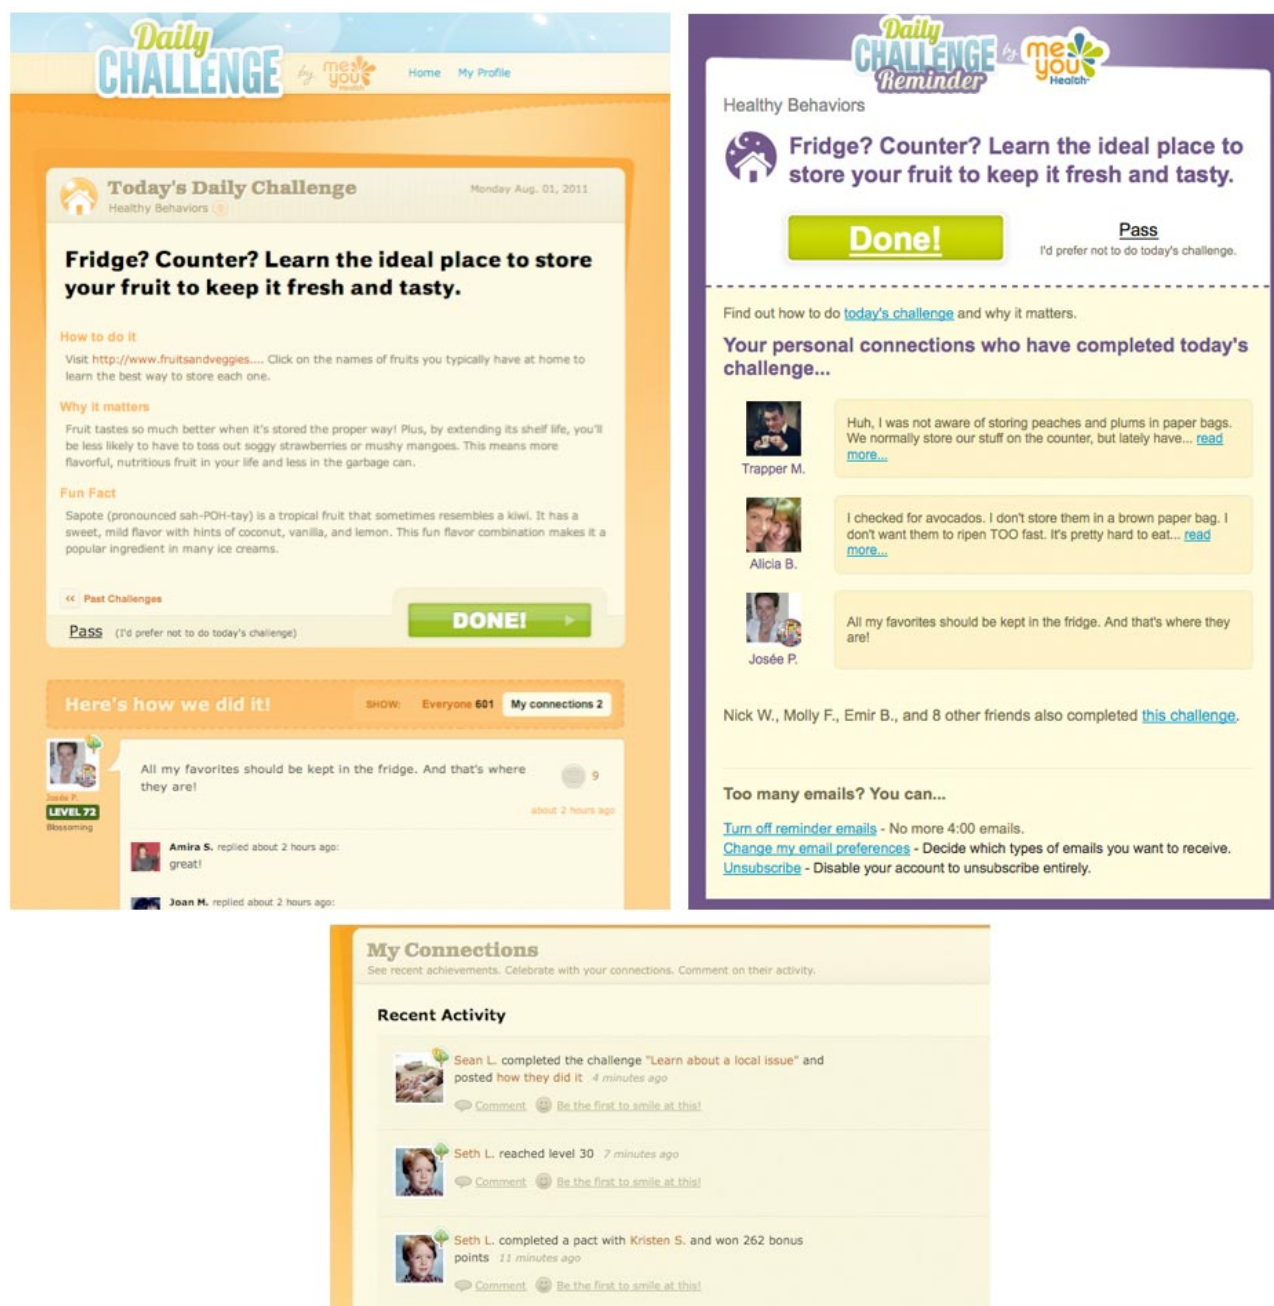 Daily
CHALLENGE by me you Health
Home My Profile
Today's Daily Challenge
Monday Aug. 01, 2011
Healthy Behaviors
Fridge? Counter? Learn the ideal place to store
your fruit to keep it fresh and tasty.
How to do it
Visit http://www.fruitsandveggies.... Click on the names of fruits you typically have at home to
learn the best way to store each one.
Why it matters
Fruit tastes so much better when it's stored the proper way! Plus, by extending its shelf life, you'll
be less likely to have to toss out soggy strawberries or mushy mangoes. This means more
flavorful, nutritious fruit in your life and less in the garbage can.
Fun Fact
Sapote (pronounced sah-POH-tay) is a tropical fruit that sometimes resembles a kiwi. It has a
sweet, mild flavor with hints of coconut, vanilla, and lemon. This fun flavor combination makes it a
popular ingredient in many ice creams.
<< Past Challenges
Pass (I'd prefer not to do today's challenge)
DONE!
Here's how we did it!
SHOW: Everyone 601 My connections 2
All my favorites should be kept in the fridge. And that's where
they are!
9
Josée P.
LEVEL 72
Blossoming
about 2 hours ago
Amira S. replied about 2 hours ago:
great!
Joan M. replied about 2 hours ago:
Daily
CHALLENGE by me you Health
Reminder
Healthy Behaviors
Fridge? Counter? Learn the ideal place to
store your fruit to keep it fresh and tasty.
Done!
Pass
I'd prefer not to do today's challenge.
Find out how to do today's challenge and why it matters.
Your personal connections who have completed today's
challenge...
Huh, I was not aware of storing peaches and plums in paper bags.
We normally store our stuff on the counter, but lately have... read
more...
Trapper M.
I checked for avocados. I don't store them in a brown paper bag. I
don't want them to ripen TOO fast. It's pretty hard to eat... read
more...
Alicia B.
All my favorites should be kept in the fridge. And that's where they
are!
Josée P.
Nick W., Molly F., Emir B., and 8 other friends also completed this challenge.
Too many emails? You can...
Turn off reminder emails - No more 4:00 emails.
Change my email preferences - Decide which types of emails you want to receive.
Unsubscribe - Disable your account to unsubscribe entirely.
My Connections
See recent achievements. Celebrate with your connections. Comment on their activity.
Recent Activity
Sean L. completed the challenge "Learn about a local issue" and
posted how they did it 4 minutes ago
Comment Be the first to smile at this!
Seth L. reached level 30 7 minutes ago
Comment Be the first to smile at this!
Seth L. completed a pact with Kristen S. and won 262 bonus
points 11 minutes ago
Comment Be the first to smile at this!